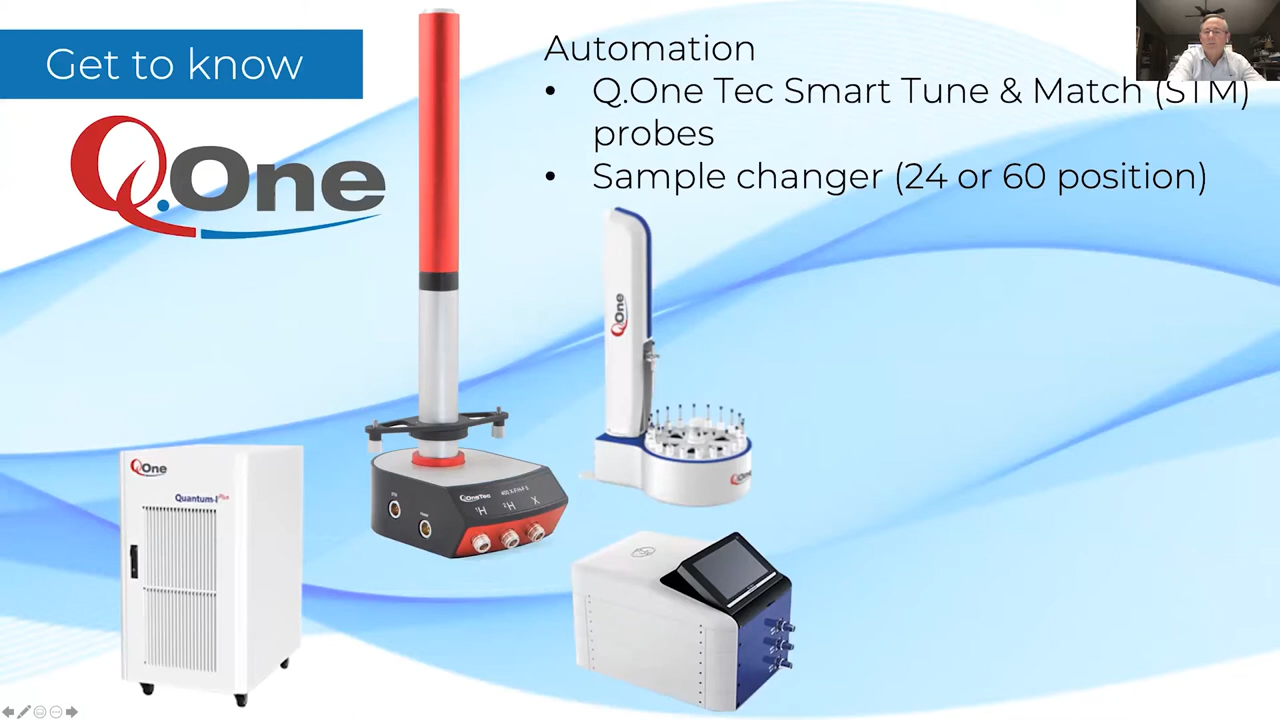 Get to know
Q.One
Automation
• Q.One Tec Smart Tune & Match (STM)
probes
• Sample changer (24 or 60 position)
Q.One
Q.One
Quantum-I Plus
Q.OneTec
¹H
²H
X
Q.One